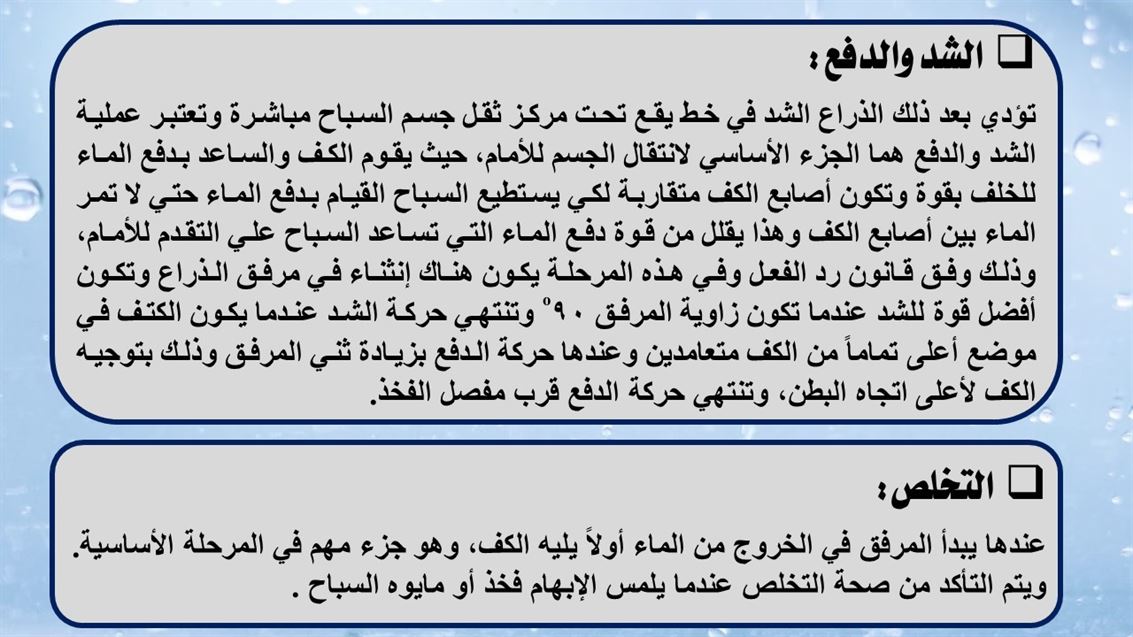 ❑ الشد والدفع:
تؤدي بعد ذلك الذراع الشد في خط يقع تحت مركز ثقل جسم السباح مباشرة وتعتبر عملية
الشد والدفع هما الجزء الأساسي لانتقال الجسم للأمام، حيث يقوم الكف والساعد بدفع الماء
للخلف بقوة وتكون أصابع الكف متقاربة لكي يستطيع السباح القيام بدفع الماء حتي لا تمر
الماء بين أصابع الكف وهذا يقلل من قوة دفع الماء التي تساعد السباح علي التقدم للأمام،
وذلك وفق قانون رد الفعل وفي هذه المرحلة يكون هناك إنثناء في مرفق الذراع وتكون
أفضل قوة للشد عندما تكون زاوية المرفق ٩٠° وتنتهي حركة الشد عندما يكون الكتف في
موضع أعلى تماماً من الكف متعامدين وعندها حركة الدفع بزيادة ثني المرفق وذلك بتوجيه
الكف لأعلى اتجاه البطن، وتنتهي حركة الدفع قرب مفصل الفخذ.
❑ التخلص:
عندها يبدأ المرفق في الخروج من الماء أولاً يليه الكف، وهو جزء مهم في المرحلة الأساسية.
ويتم التأكد من صحة التخلص عندما يلمس الإبهام فخذ أو مايوه السباح .